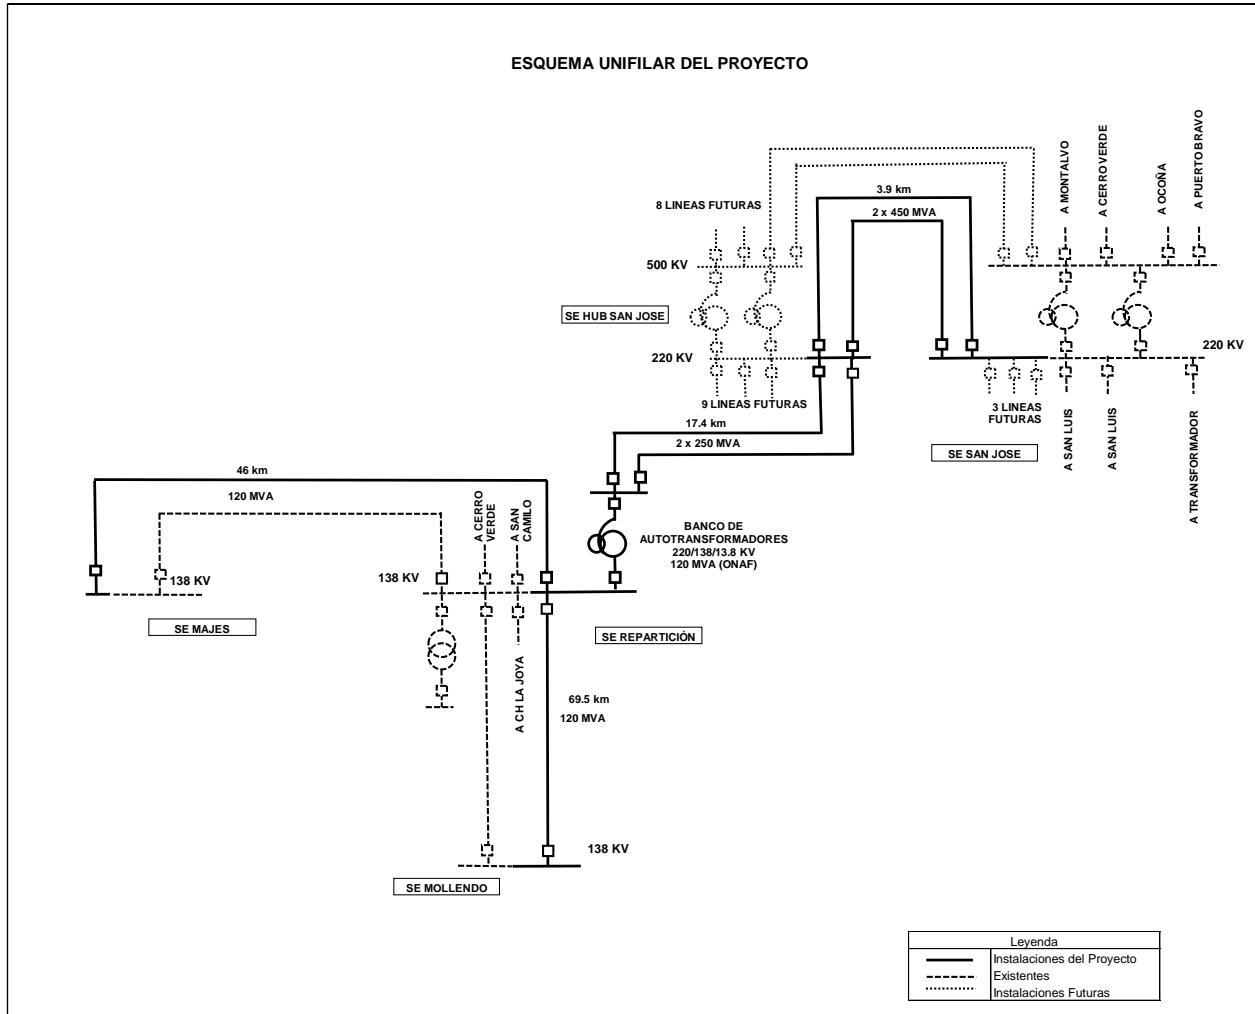 ESQUEMA UNIFILAR DEL PROYECTO
A MONTALVO
A CERRO VERDE
A OCOÑA
A PUERTO BRAVO
3.9 km
2 x 450 MVA
8 LINEAS FUTURAS
500 KV
SE HUB SAN JOSE
220 KV
220 KV
9 LINEAS FUTURAS
3 LINEAS
FUTURAS
SE SAN JOSE
A SAN LUIS
A SAN LUIS
A TRANSFORMADOR
17.4 km
2 x 250 MVA
46 km
120 MVA
A CERRO
VERDE
A SAN
CAMILO
BANCO DE
AUTOTRANSFORMADORES
220/138/13.8 KV
120 MVA (ONAF)
138 KV
138 KV
SE MAJES
SE REPARTICIÓN
A CH LA JOYA
69.5 km
120 MVA
138 KV
SE MOLLENDO
Leyenda
Instalaciones del Proyecto
Existentes
Instalaciones Futuras